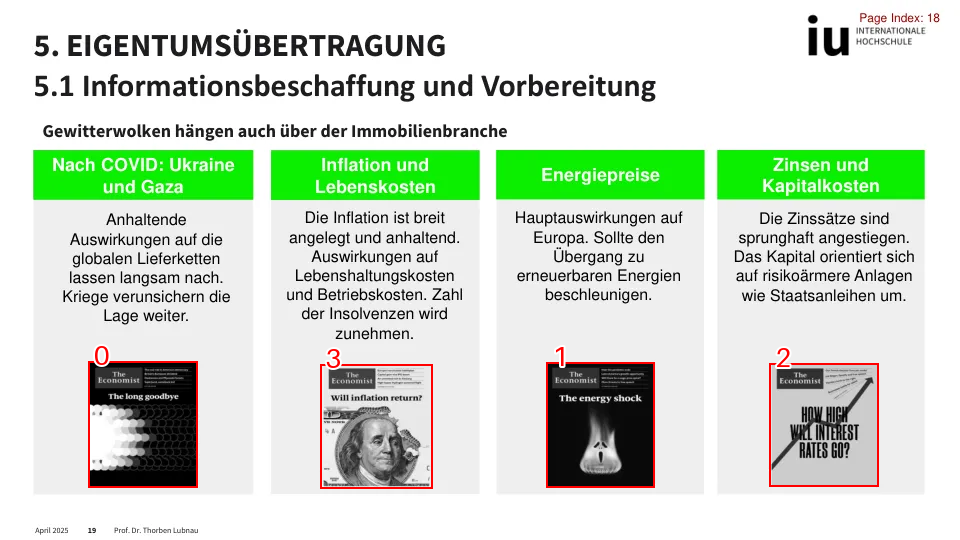 Page Index: 18
iu INTERNATIONALE
HOCHSCHULE
5. EIGENTUMSÜBERTRAGUNG
5.1 Informationsbeschaffung und Vorbereitung
Gewitterwolken hängen auch über der Immobilienbranche
Nach COVID: Ukraine
und Gaza
Anhaltende
Auswirkungen auf die
globalen Lieferketten
lassen langsam nach.
Kriege verunsichern die
Lage weiter.
0
The
Economist
The long goodbye
Inflation und
Lebenskosten
Die Inflation ist breit
angelegt und anhaltend.
Auswirkungen auf
Lebenshaltungskosten
und Betriebskosten. Zahl
der Insolvenzen wird
zunehmen.
3
The
Economist
Will inflation return?
Energiepreise
Hauptauswirkungen auf
Europa. Sollte den
Übergang zu
erneuerbaren Energien
beschleunigen.
1
The
Economist
The energy shock
Zinsen und
Kapitalkosten
Die Zinssätze sind
sprunghaft angestiegen.
Das Kapital orientiert sich
auf risikoärmere Anlagen
wie Staatsanleihen um.
2
The
Economist
HOW HIGH
WILL INTEREST
RATES GO?
April 2025 19 Prof. Dr. Thorben Lubnau